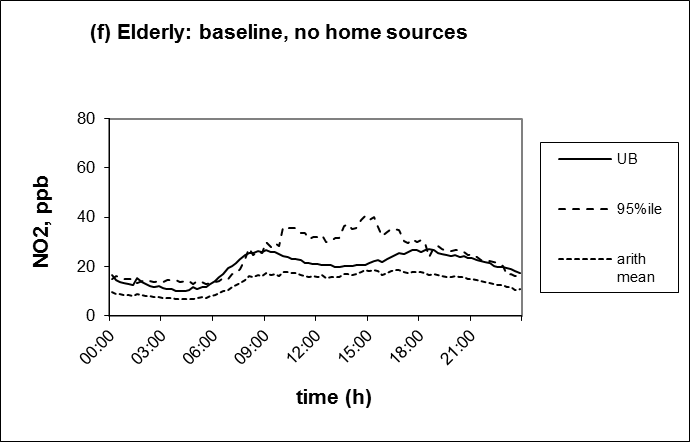 (f) Elderly: baseline, no home sources
80
60
40
20
0
NO2, ppb
00:00
03:00
06:00
09:00
12:00
15:00
18:00
21:00
time (h)
UB
95%ile
arith
mean